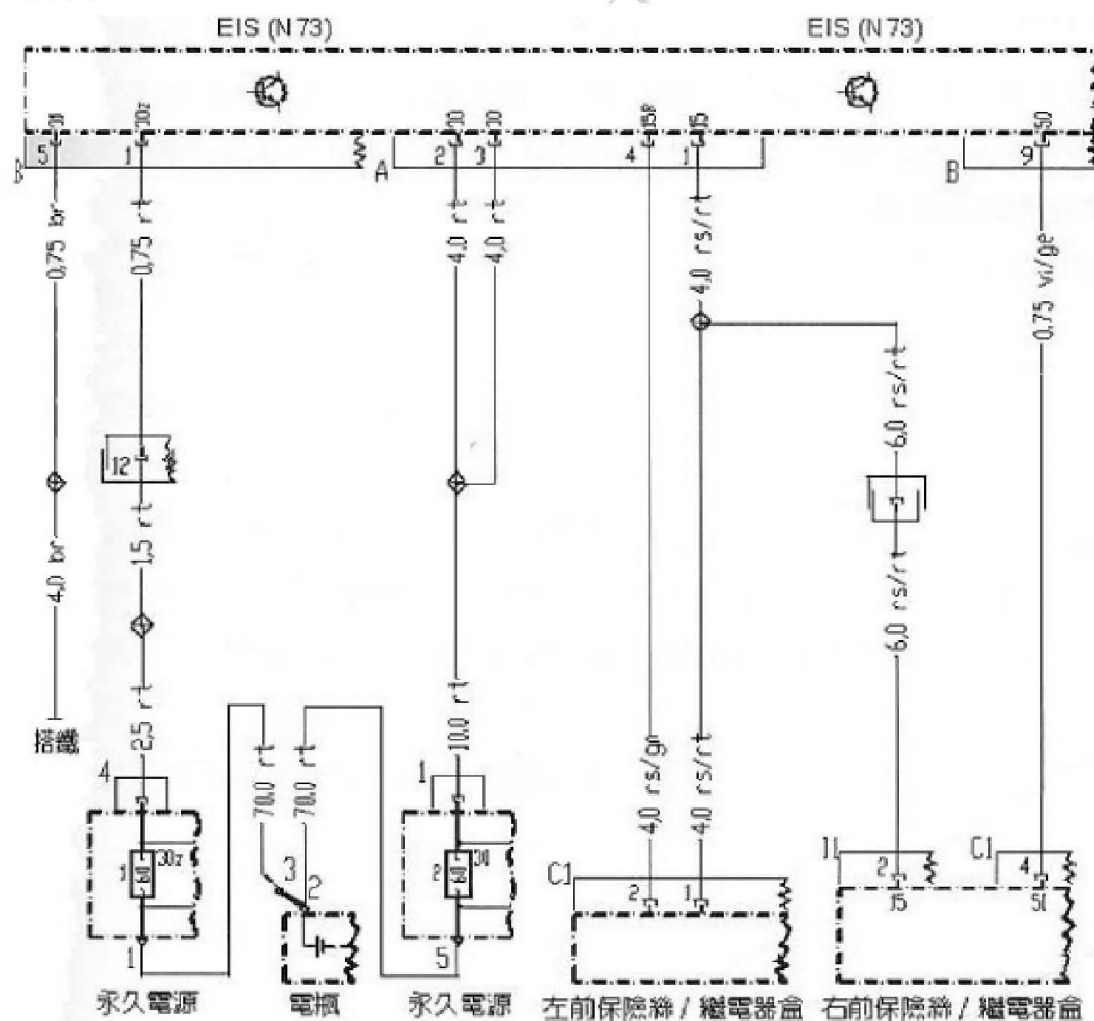 EIS (N73)
EIS (N73)
31
30z
30
30
15R
15
50
B
5
1
A
2
3
4
1
B
9
0,75 br
0,75 rt
4.0 rt
4,0 rt
4,0 rs/rt
0,75 vi/ge
6,0 rs/rt
12
4,0 br
1,5 rt
6,0 rs/rt
搭鐵
2,5 rt
70.0 rt
70.0 rt
10.0 rt
4,0 rs/gn
4,0 rs/rt
4
1
1
60
30z
3
2
2
60
30
C1
2
1
2
15
C1
4
50
1
5
永久電源
電瓶
永久電源
左前保險絲 / 繼電器盒
右前保險絲 / 繼電器盒